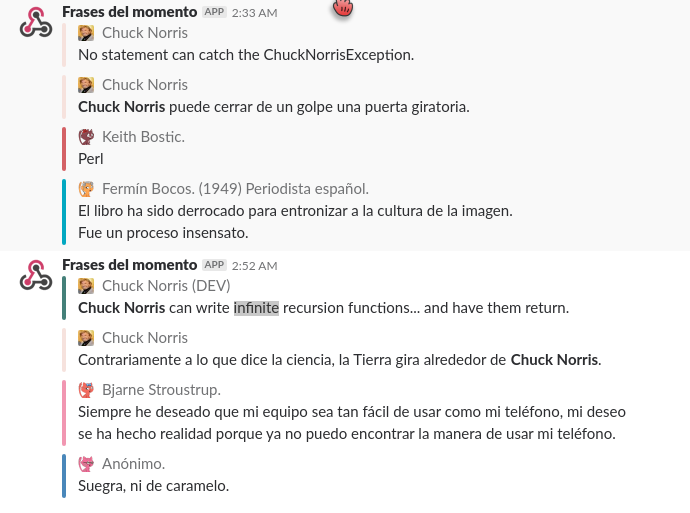 Frases del momento APP 2:33 AM
Chuck Norris
No statement can catch the ChuckNorrisException.
Chuck Norris
Chuck Norris puede cerrar de un golpe una puerta giratoria.
Keith Bostic.
Perl
Fermín Bocos. (1949) Periodista español.
El libro ha sido derrocado para entronizar a la cultura de la imagen.
Fue un proceso insensato.
Frases del momento APP 2:52 AM
Chuck Norris (DEV)
Chuck Norris can write infinite recursion functions... and have them return.
Chuck Norris
Contrariamente a lo que dice la ciencia, la Tierra gira alrededor de Chuck Norris.
Bjarne Stroustrup.
Siempre he deseado que mi equipo sea tan fácil de usar como mi teléfono, mi deseo
se ha hecho realidad porque ya no puedo encontrar la manera de usar mi teléfono.
Anónimo.
Suegra, ni de caramelo.